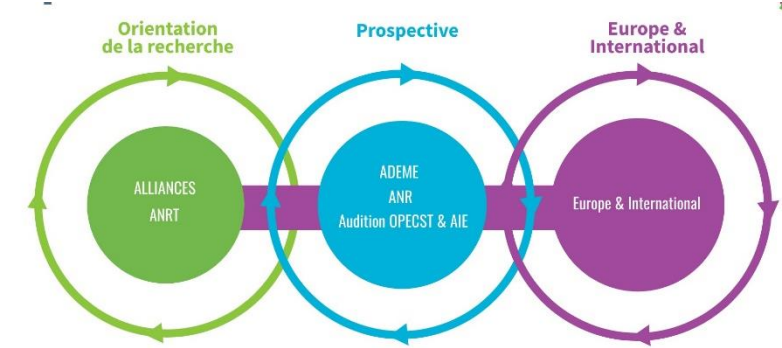 Orientation
de la recherche
Prospective
Europe &
International
ALLIANCES
ANRT
ADEME
ANR
Audition OPECST & AIE
Europe & International